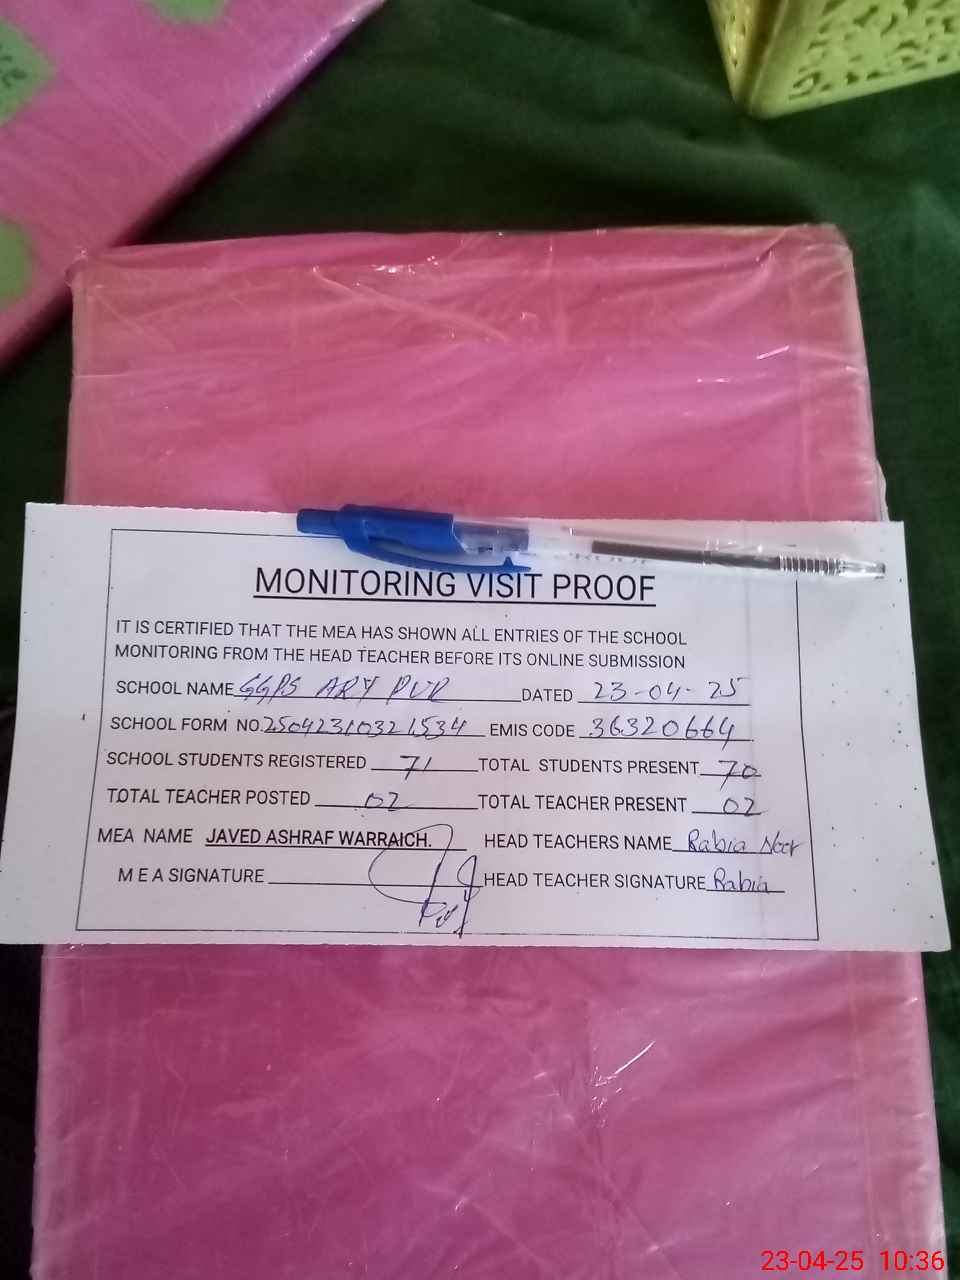 MONITORING VISIT PROOF
IT IS CERTIFIED THAT THE MEA HAS SHOWN ALL ENTRIES OF THE SCHOOL
MONITORING FROM THE HEAD TEACHER BEFORE ITS ONLINE SUBMISSION
SCHOOL NAME GGPS ARY PUR DATED 23-04-25
SCHOOL FORM NO. 25042310321534 EMIS CODE 36320664
SCHOOL STUDENTS REGISTERED 71 TOTAL STUDENTS PRESENT 70
TOTAL TEACHER POSTED 02 TOTAL TEACHER PRESENT 02
MEA NAME JAVED ASHRAF WARRAICH. HEAD TEACHERS NAME Rabia Noor
M E A SIGNATURE HEAD TEACHER SIGNATURE Rabia
23-04-25 10:36